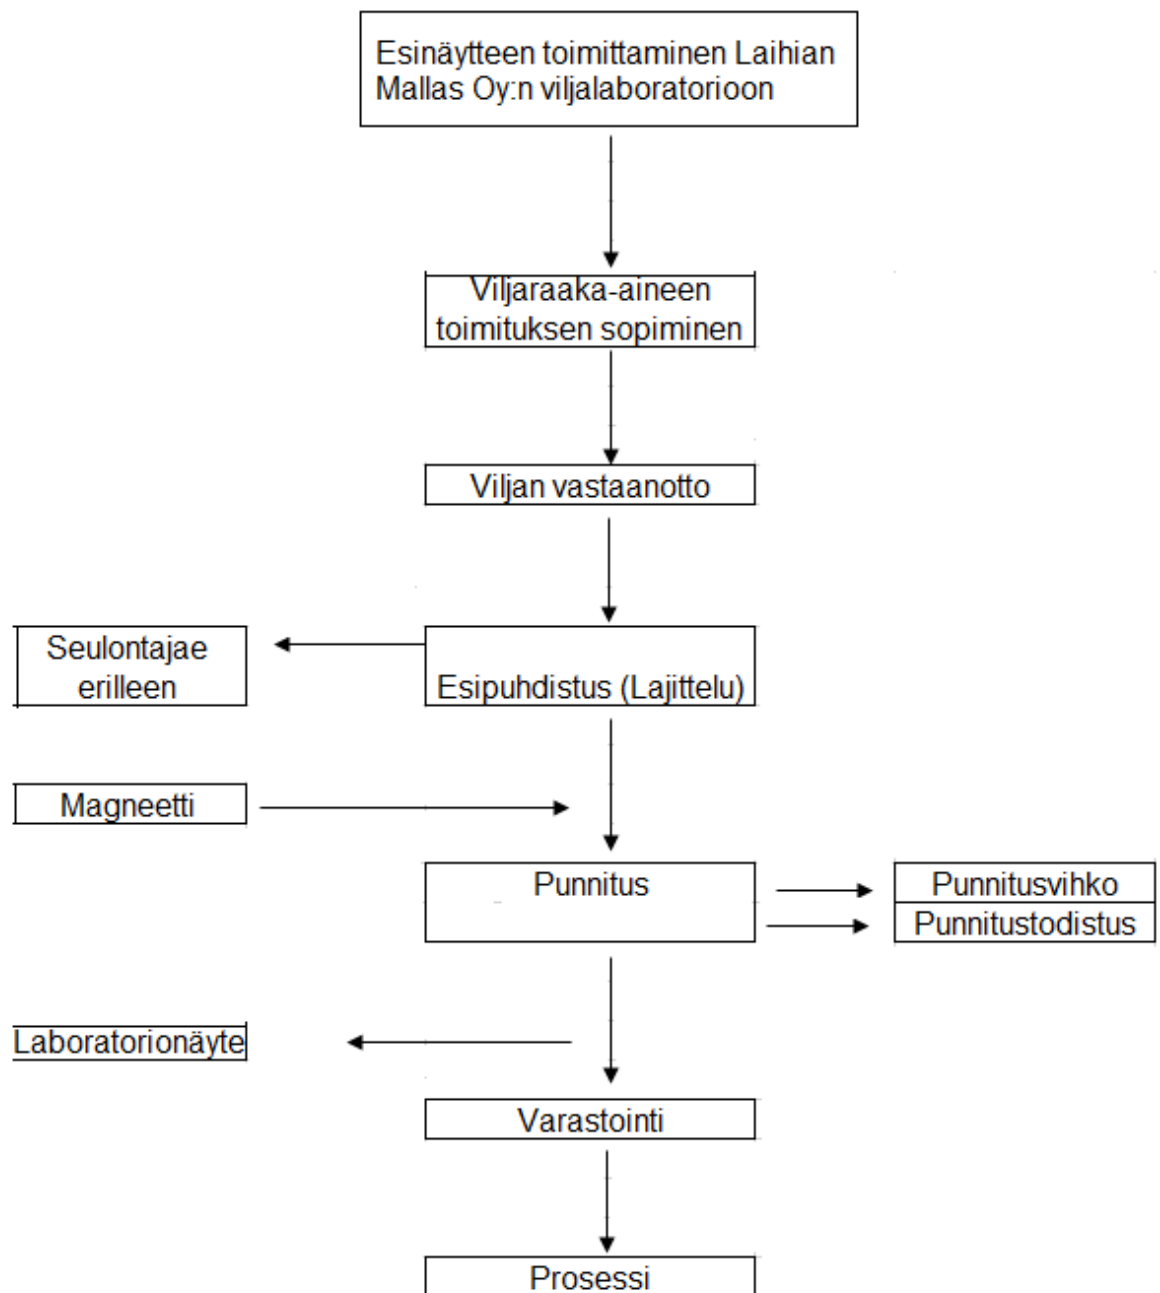 Esinäytteen toimittaminen Laihian
Mallas Oy:n viljalaboratorioon
Viljaraaka-aineen
toimituksen sopiminen
Viljan vastaanotto
Seulontajae
erilleen
Esipuhdistus (Lajittelu)
Magneetti
Punnitus
Punnitusvihko
Punnitustodistus
Laboratorionäyte
Varastointi
Prosessi